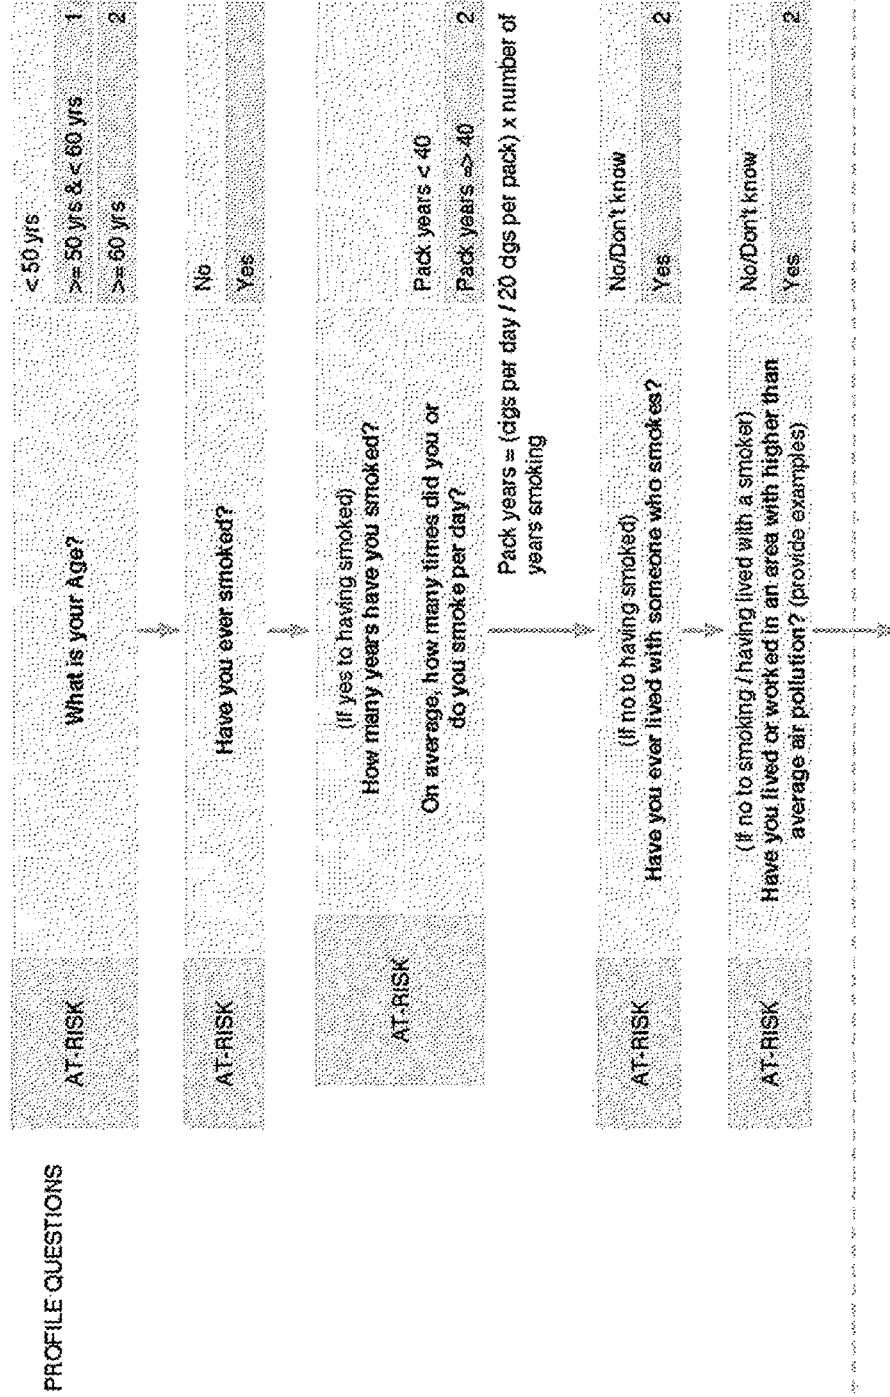 PROFILE QUESTIONS
AT-RISK
What is your Age?
< 50 yrs
>= 50 yrs & < 60 yrs 1
>= 60 yrs 2
AT-RISK
Have you ever smoked?
No
Yes
AT-RISK
(If yes to having smoked)
How many years have you smoked?
On average, how many times did you or
do you smoke per day?
Pack years < 40
Pack years => 40 2
Pack years = (cigs per day / 20 cigs per pack) x number of
years smoking
AT-RISK
(If no to having smoked)
Have you ever lived with someone who smokes?
No/Don't know
Yes 2
AT-RISK
(If no to smoking / having lived with a smoker)
Have you lived or worked in an area with higher than
average air pollution? (provide examples)
No/Don't know
Yes 2